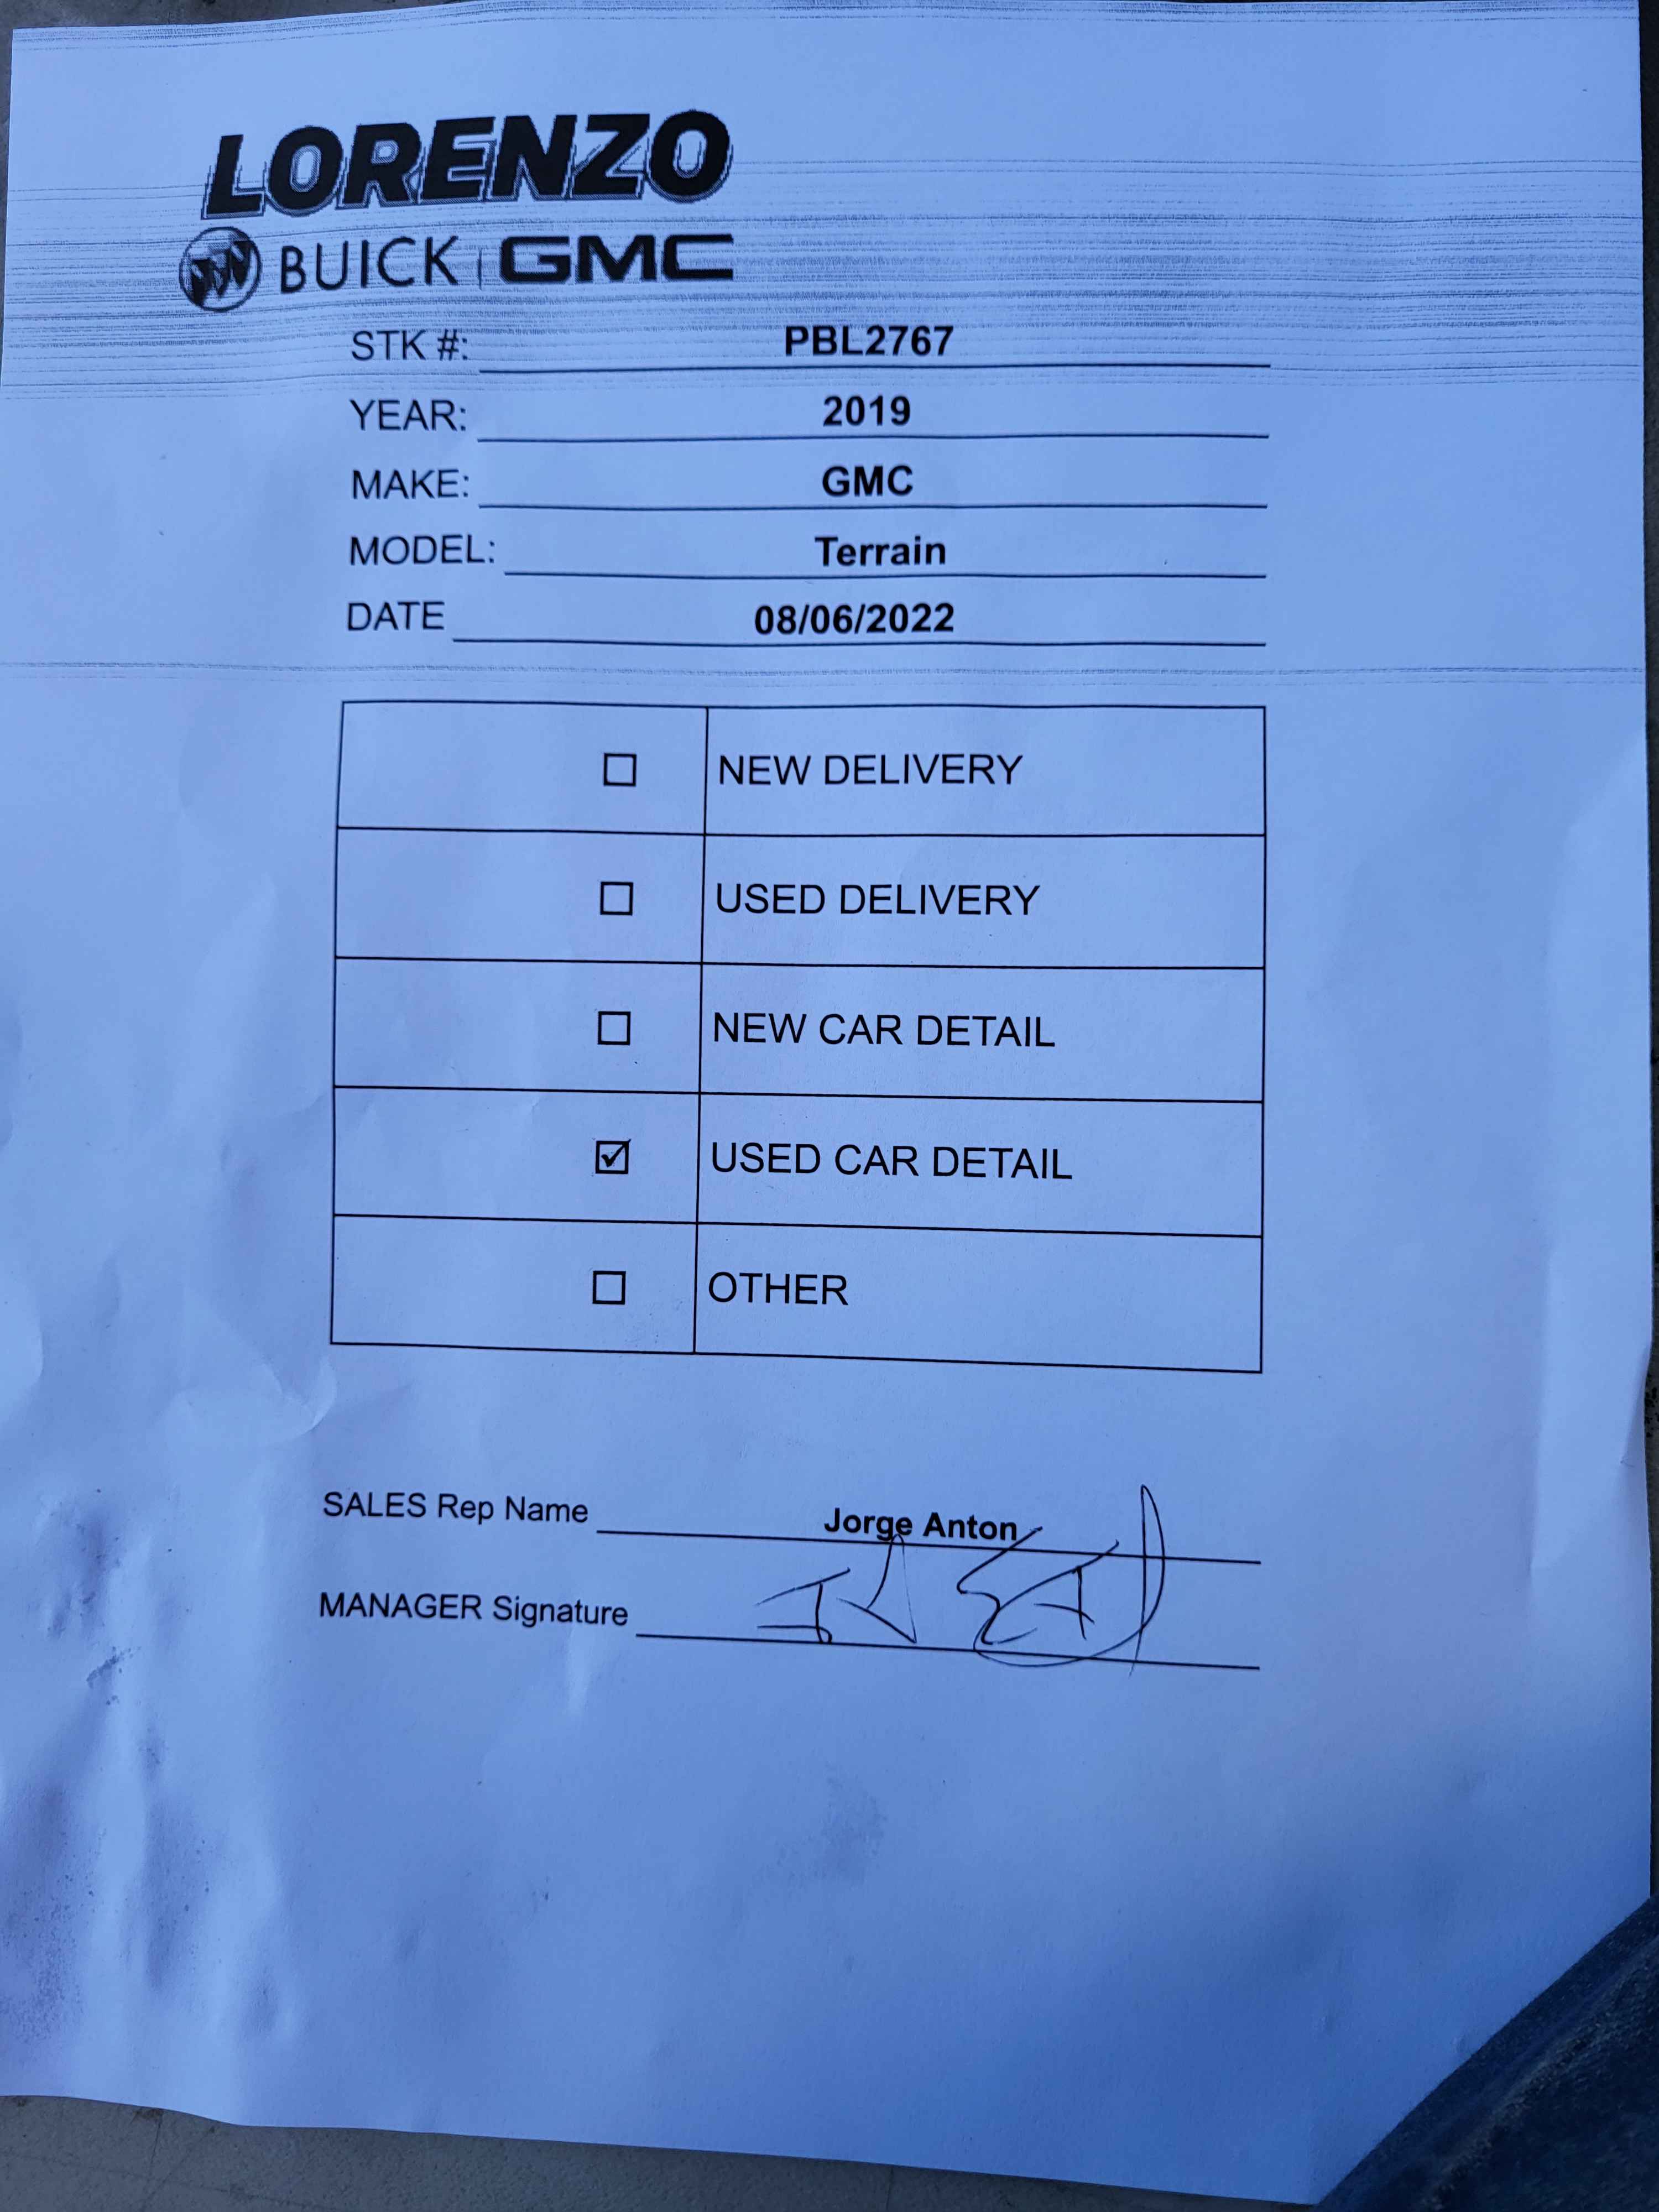 LORENZO
BUICK | GMC
STK #: PBL2767
YEAR: 2019
MAKE: GMC
MODEL: Terrain
DATE 08/06/2022
☐ NEW DELIVERY
☐ USED DELIVERY
☐ NEW CAR DETAIL
☑ USED CAR DETAIL
☐ OTHER
SALES Rep Name Jorge Anton
MANAGER Signature